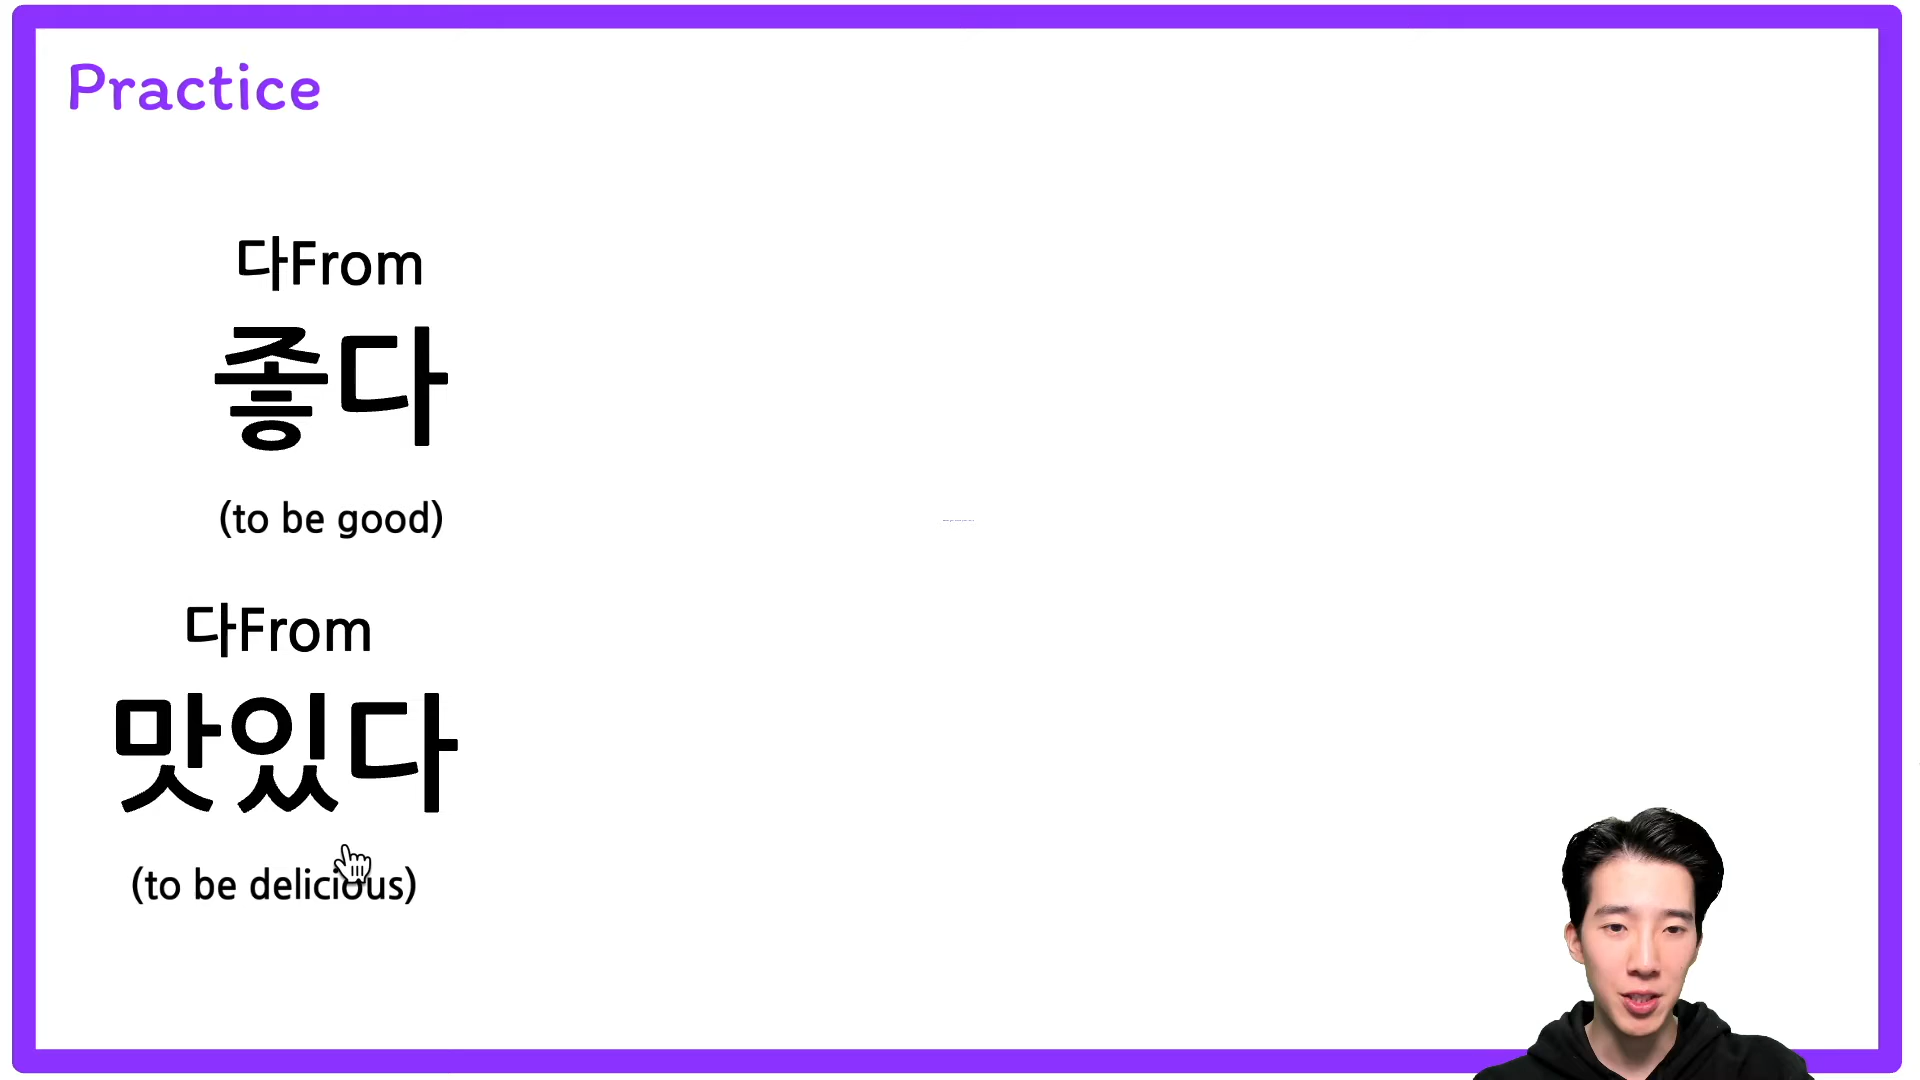 Practice
다From
좋다
(to be good)
다From
맛있다
(to be delicious)